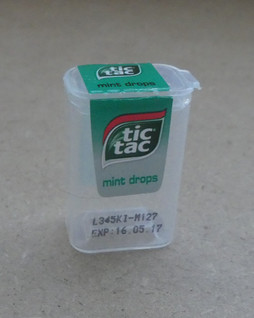 tic
tac
mint drops
tic
tac
mint drops
L345KI-M127
EXP 16.05.17